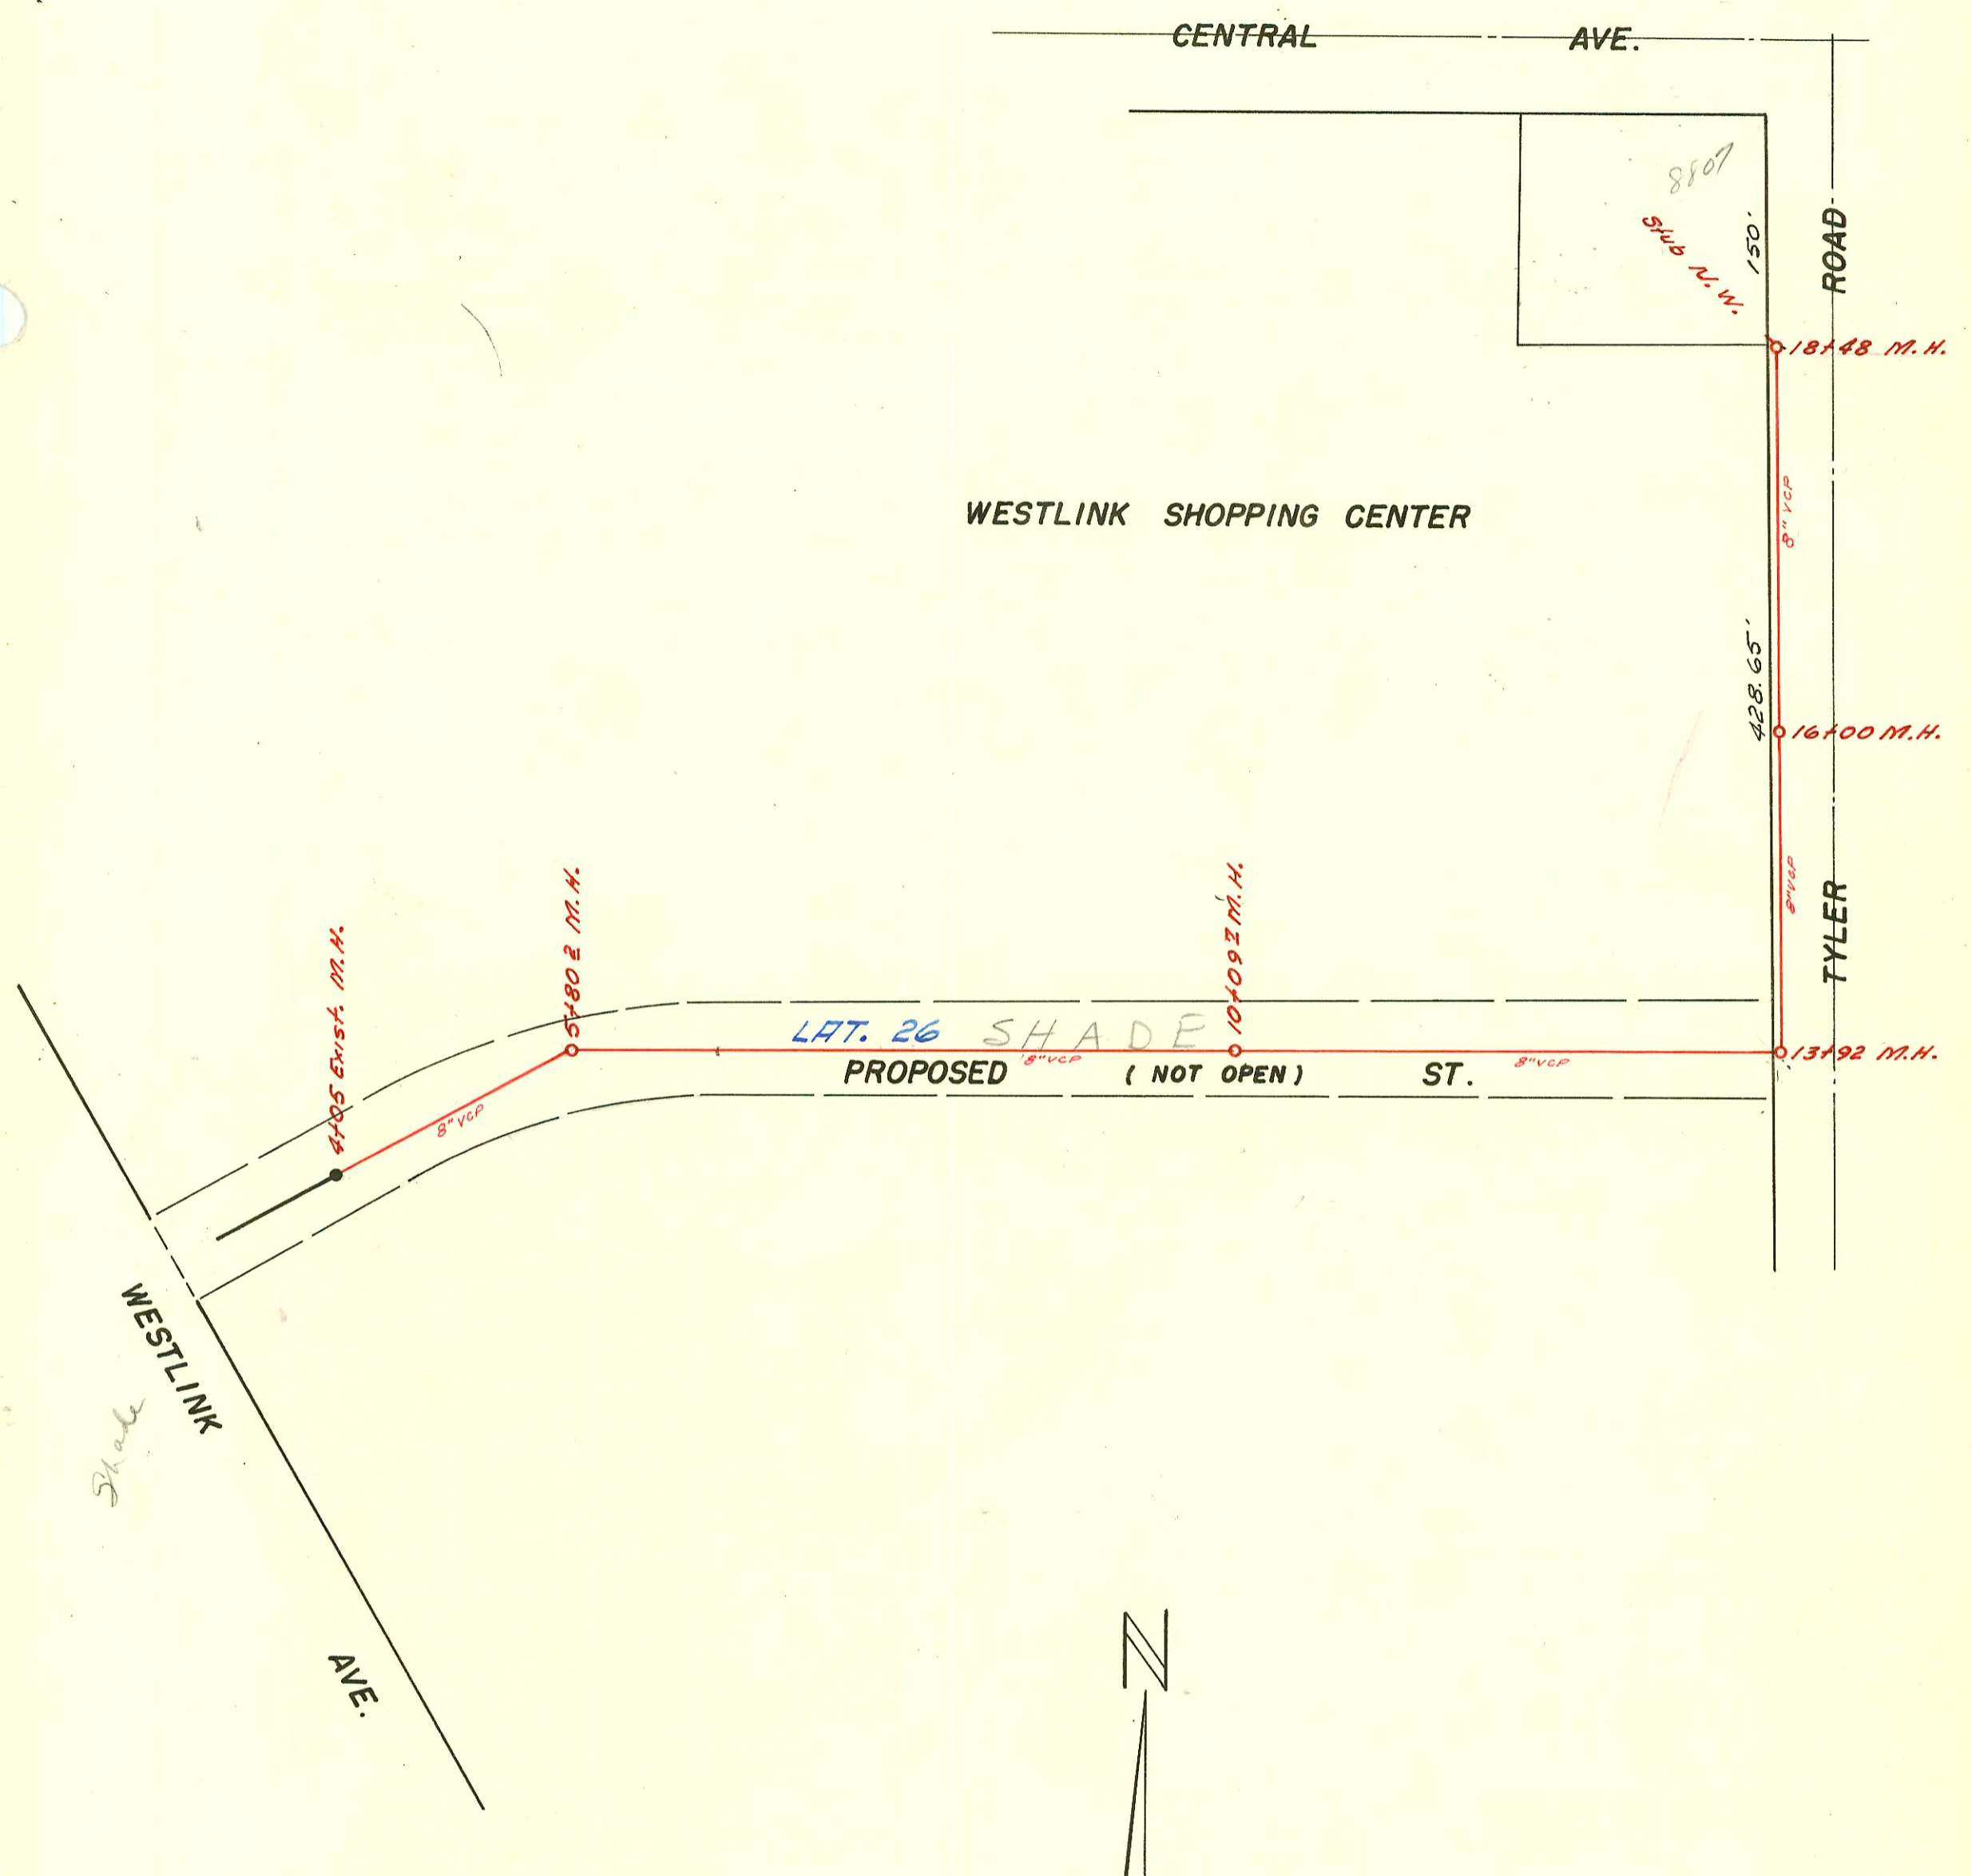 CENTRAL AVE.
8807
Stub N.W.
150'
ROAD
18+48 M.H.
WESTLINK SHOPPING CENTER
8" VCP
428.65'
16+00 M.H.
8" VCP
TYLER
4+05 Exist. M.H.
5+80 2 M.H.
10+09 2 M.H.
LAT. 26 SHADE
8" VCP
8" VCP
8" VCP
13+92 M.H.
PROPOSED (NOT OPEN) ST.
WESTLINK
Shade
AVE.
N